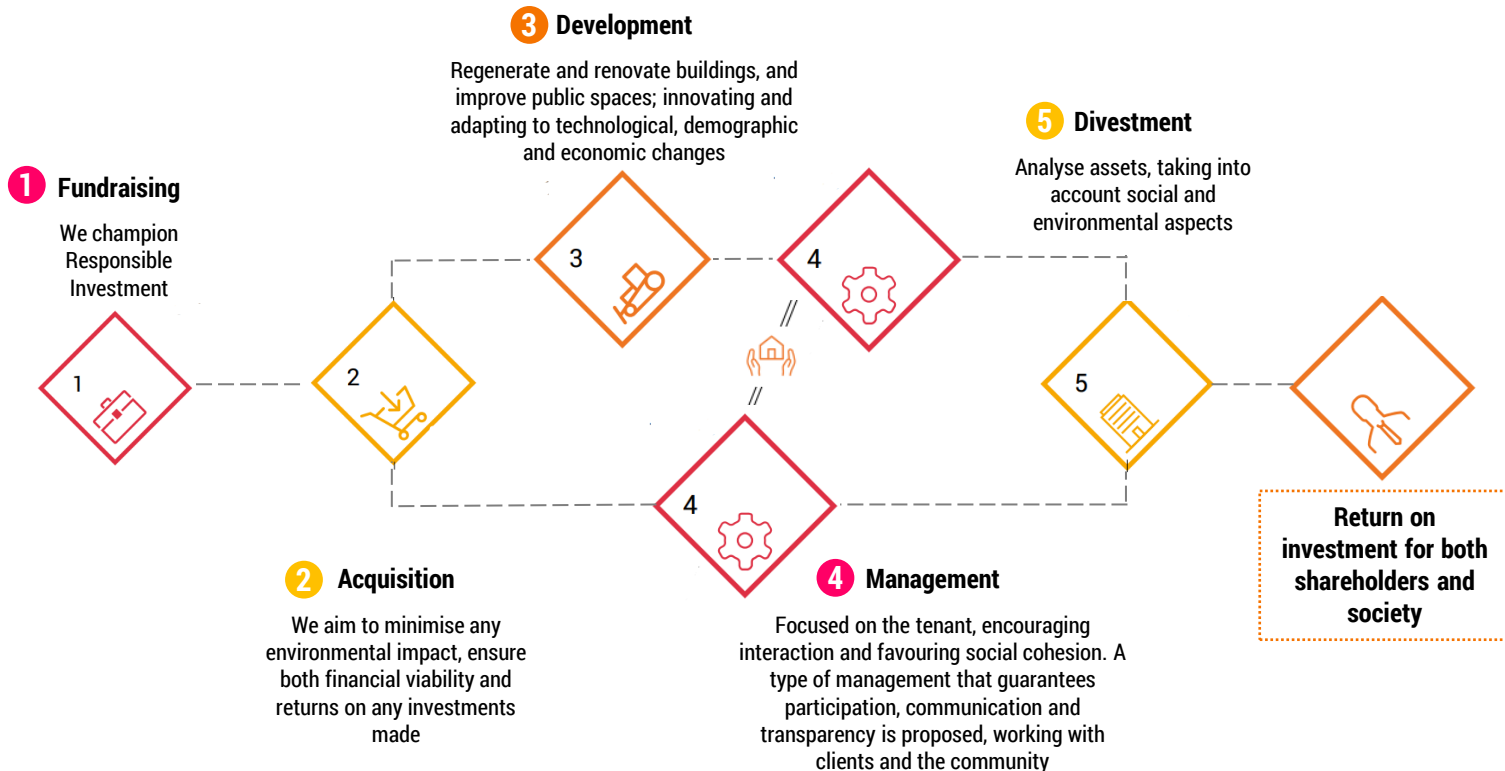 3 Development
Regenerate and renovate buildings, and
improve public spaces; innovating and
adapting to technological, demographic
and economic changes
5 Divestment
Analyse assets, taking into
account social and
environmental aspects
1 Fundraising
We champion
Responsible
Investment
3
4
1
2
5
4
Return on
investment for both
shareholders and
society
2 Acquisition
We aim to minimise any
environmental impact, ensure
both financial viability and
returns on any investments
made
4 Management
Focused on the tenant, encouraging
interaction and favouring social cohesion. A
type of management that guarantees
participation, communication and
transparency is proposed, working with
clients and the community